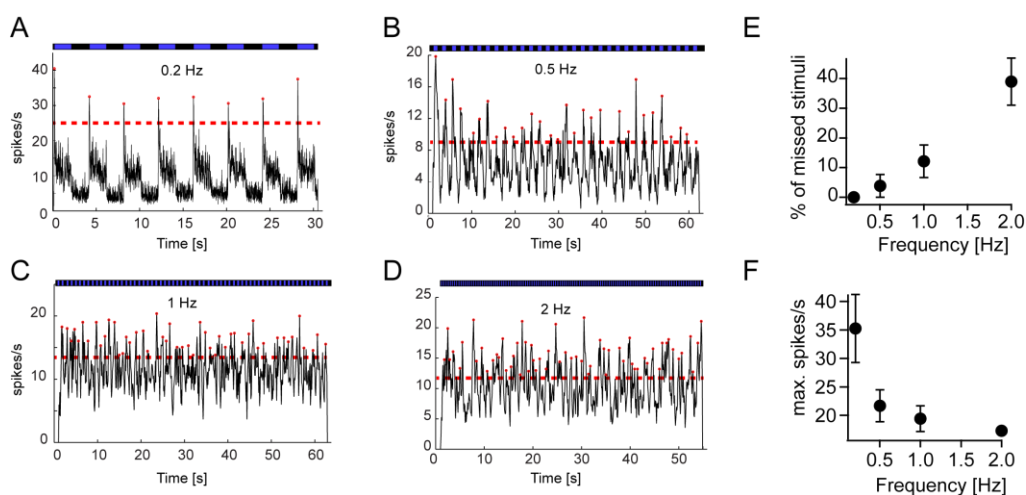 A
0.2 Hz
spikes/s
40
30
20
10
0
0 5 10 15 20 25 30
Time [s]
B
0.5 Hz
spikes/s
20
16
12
8
4
0
0 10 20 30 40 50 60
Time [s]
E
% of missed stimuli
40
30
20
10
0
0.5 1.0 1.5 2.0
Frequency [Hz]
C
1 Hz
spikes/s
20
15
10
5
0
0 10 20 30 40 50 60
Time [s]
D
2 Hz
spikes/s
25
20
15
10
5
0
0 10 20 30 40 50
Time [s]
F
max. spikes/s
40
35
30
25
20
0.5 1.0 1.5 2.0
Frequency [Hz]